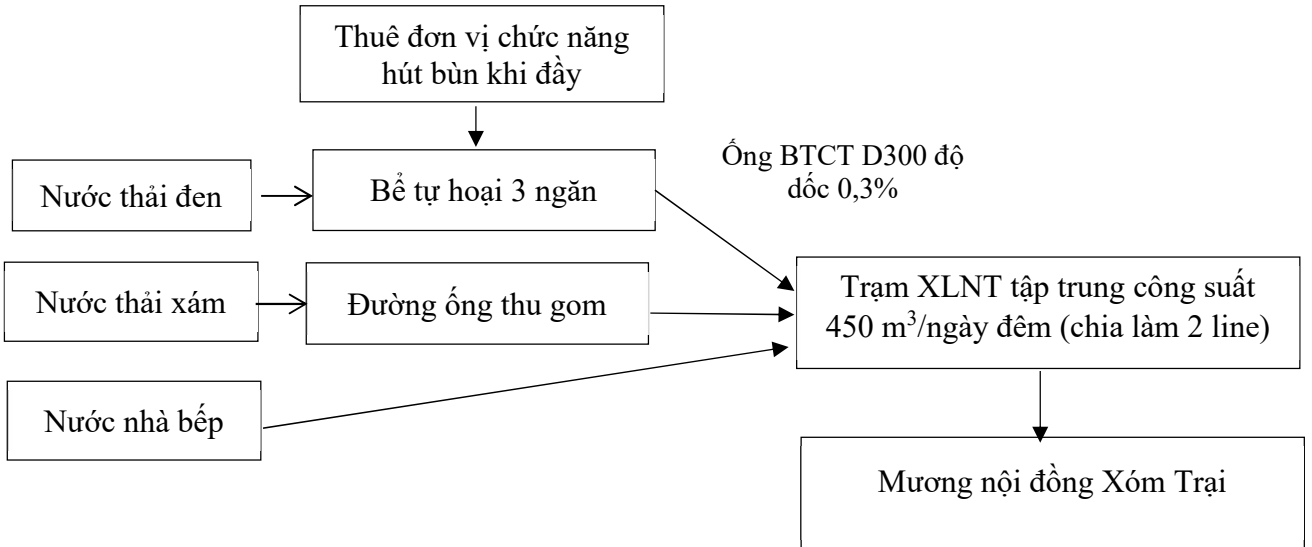 Thuê đơn vị chức năng
hút bùn khi đầy
Ống BTCT D300 độ
dốc 0,3%
Nước thải đen
Bể tự hoại 3 ngăn
Nước thải xám
Đường ống thu gom
Trạm XLNT tập trung công suất
450 m³/ngày đêm (chia làm 2 line)
Nước nhà bếp
Mương nội đồng Xóm Trại